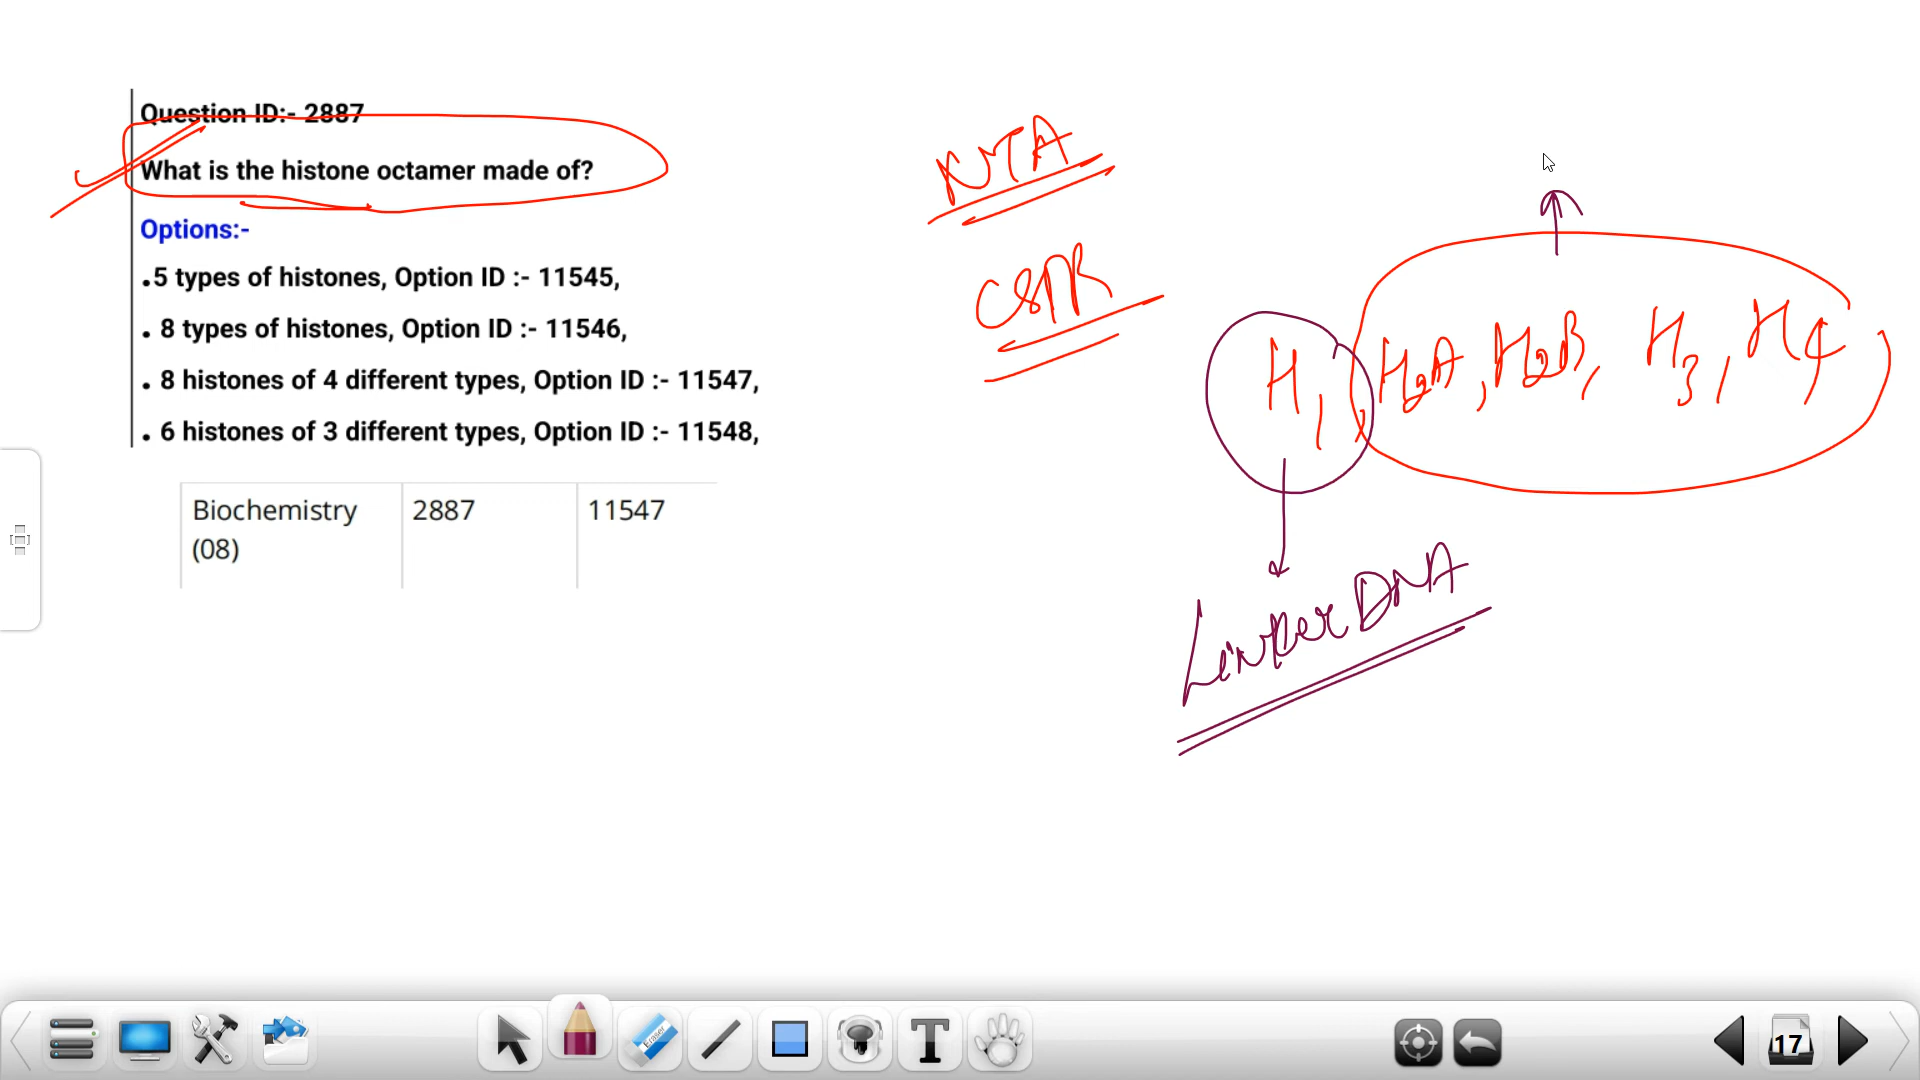 Question ID:- 2887
What is the histone octamer made of?
Options:-
.5 types of histones, Option ID :- 11545,
. 8 types of histones, Option ID :- 11546,
. 8 histones of 4 different types, Option ID :- 11547,
. 6 histones of 3 different types, Option ID :- 11548,
Biochemistry (08) 2887 11547
NTA
CSIR
H1, H2A, H2B, H3, H4
Linker DNA
Eraser
T
17